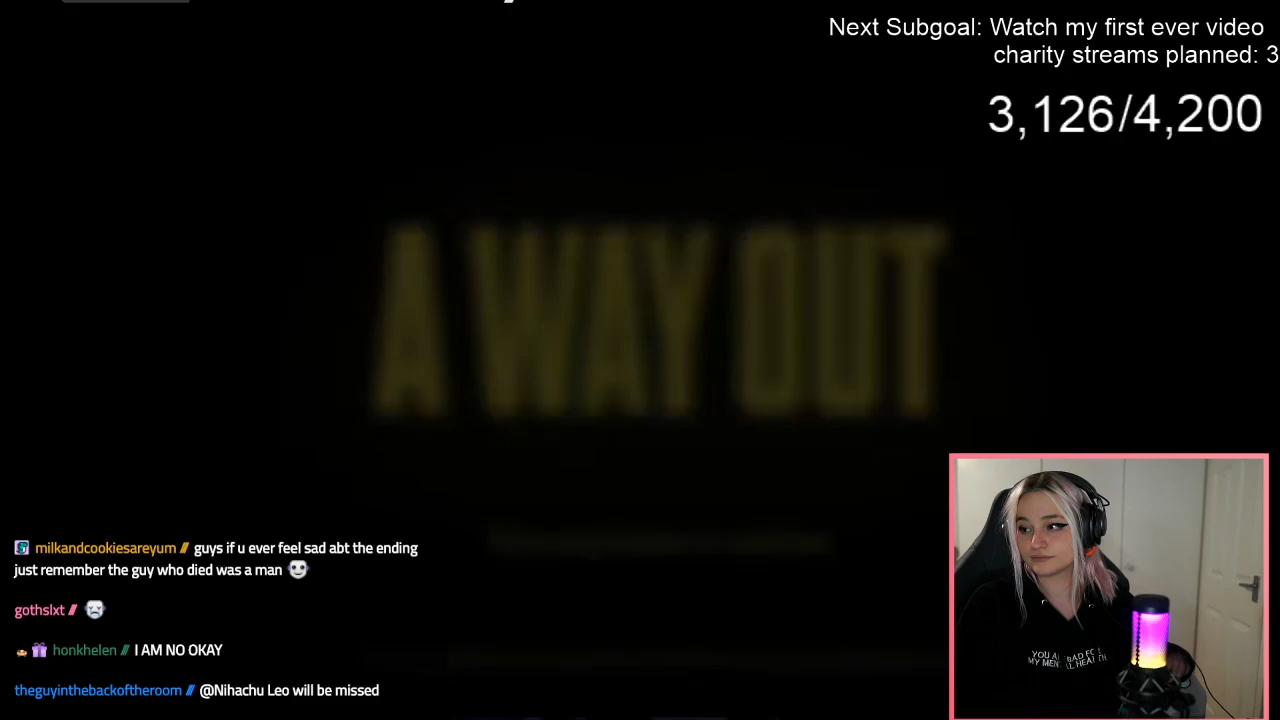 Next Subgoal: Watch my first ever video
charity streams planned: 3
3,126/4,200
A WAY OUT
milkandcookiesareyum // guys if u ever feel sad abt the ending
just remember the guy who died was a man
gothslxt //
honkhelen // I AM NO OKAY
theguyinthebackoftheroom // @Nihachu Leo will be missed